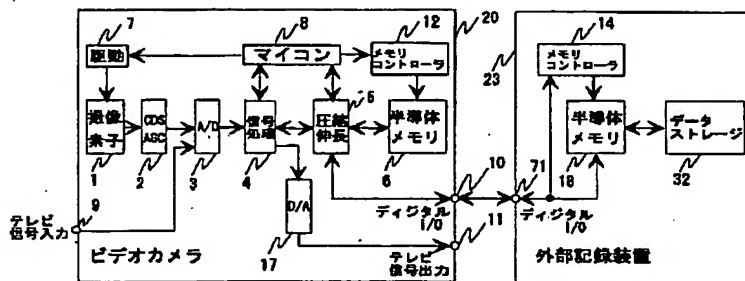 7
8
12
20
14
駆動
マイコン
メモリ
コントローラ
23
メモリ
コントローラ
撮像
素子
CDS
AGC
A/D
信号
処理
圧縮
伸長
5
半導体
メモリ
半導体
メモリ
データ
ストレージ
1
2
3
4
6
10
71
18
32
テレビ
信号入力
9
D/A
17
ディジタル
I/O
11
ディジタル
I/O
ビデオカメラ
テレビ
信号出力
外部記録装置